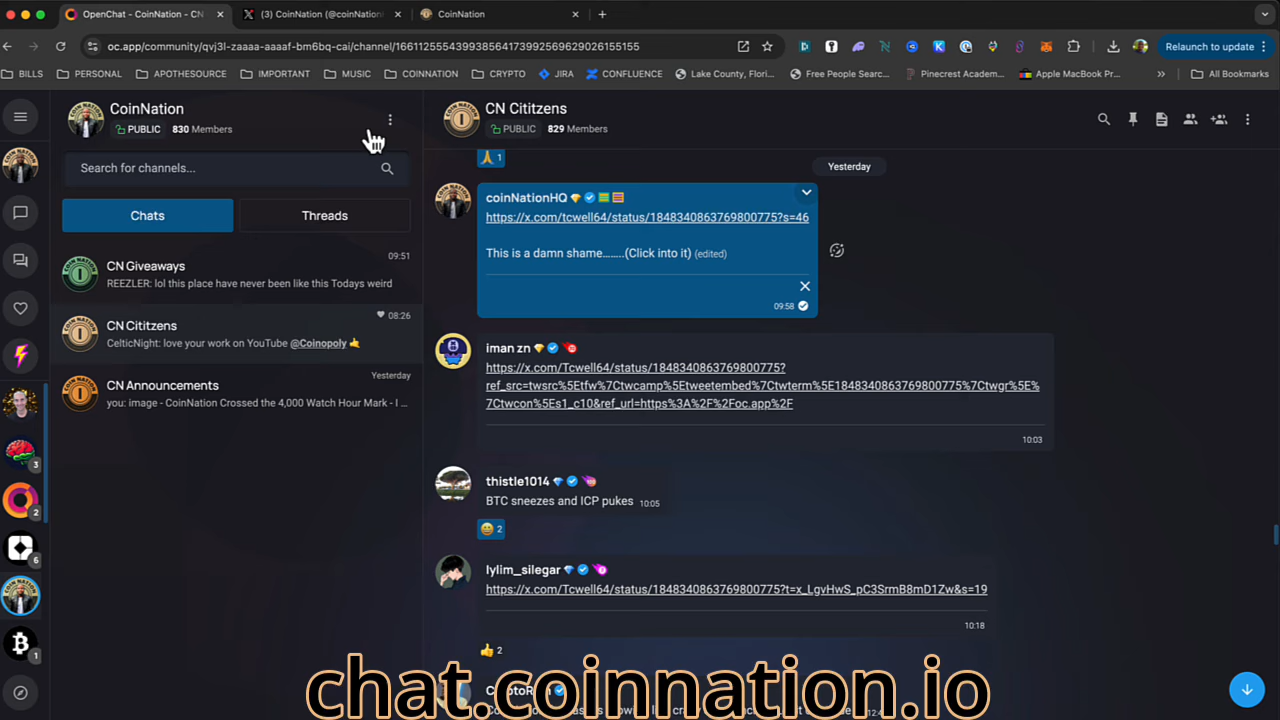 OpenChat - CoinNation - CN
(3) CoinNation (@coinNation
CoinNation
oc.app/community/qvj3l-zaaaa-aaaaf-bm6bq-cai/channel/166112555439938564173992569629026155155
Relaunch to update
BILLS
PERSONAL
APOTHESOURCE
IMPORTANT
MUSIC
COINNATION
CRYPTO
JIRA
CONFLUENCE
Lake County, Flori...
Free People Searc...
Pinecrest Academ...
Apple MacBook Pr...
All Bookmarks
CoinNation
PUBLIC 830 Members
Search for channels...
Chats
Threads
CN Giveaways 09:51
REEZLER: lol this place have never been like this Todays weird
CN Cititzens 08:26
CelticNight: love your work on YouTube @Coinopoly 🤙
CN Announcements Yesterday
you: image - CoinNation Crossed the 4,000 Watch Hour Mark - I ...
3
2
6
1
CN Cititzens
PUBLIC 829 Members
🙏 1
Yesterday
coinNationHQ
https://x.com/tcwell64/status/1848340863769800775?s=46
This is a damn shame........(Click into it) (edited)
09:58
iman zn
https://x.com/Tcwell64/status/1848340863769800775?
ref_src=twsrc%5Etfw%7Ctwcamp%5Etweetembed%7Ctwterm%5E1848340863769800775%7Ctwgr%5E%
7Ctwcon%5Es1_c10&ref_url=https%3A%2F%2Foc.app%2F
10:03
thistle1014
BTC sneezes and ICP pukes 10:05
😅 2
lylim_silegar
https://x.com/Tcwell64/status/1848340863769800775?t=x_LgvHwS_pC3SrmB8mD1Zw&s=19
10:18
👍 2
chat.coinnation.io